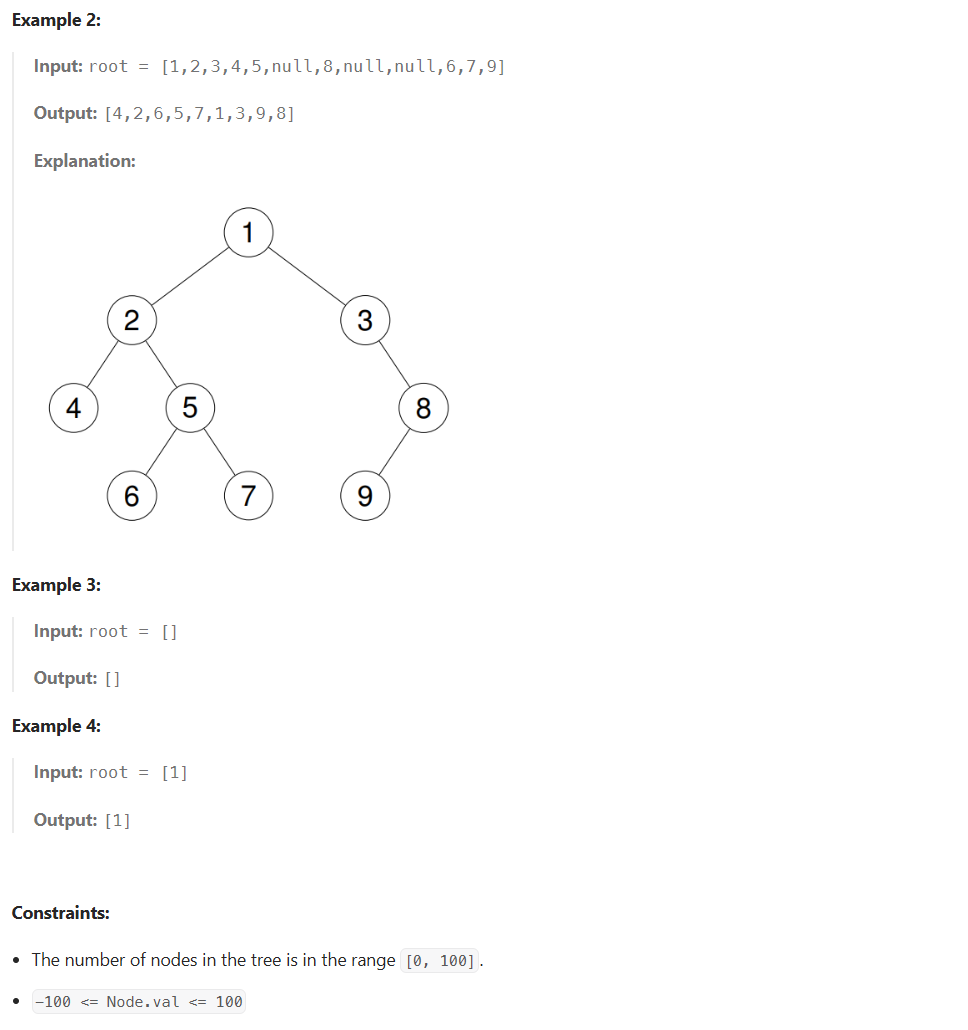 Example 2:
Input: root = [1,2,3,4,5,null,8,null,null,6,7,9]
Output: [4,2,6,5,7,1,3,9,8]
Explanation:
1
2 3
4 5 8
6 7 9
Example 3:
Input: root = []
Output: []
Example 4:
Input: root = [1]
Output: [1]
Constraints:
• The number of nodes in the tree is in the range [0, 100].
• -100 <= Node.val <= 100